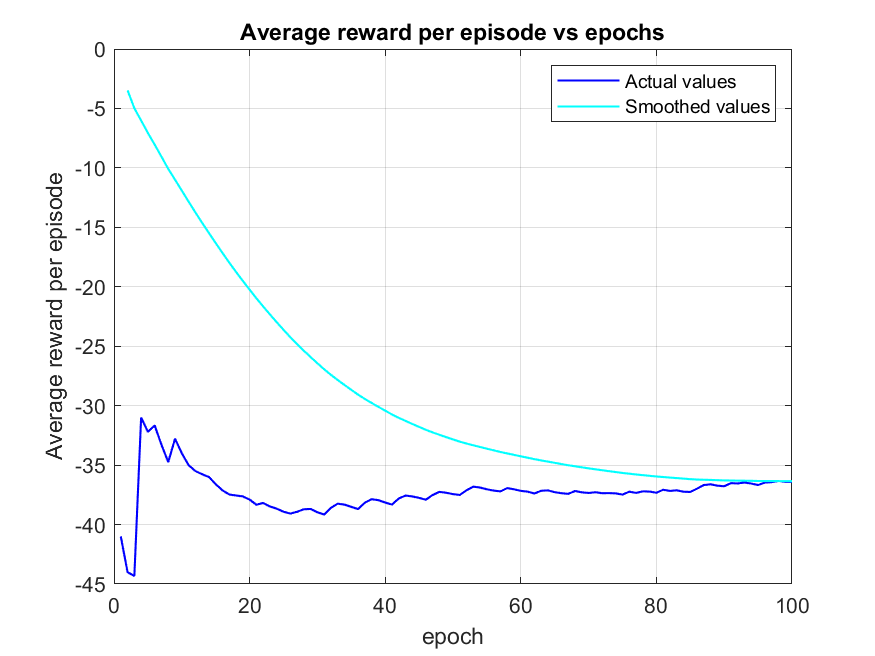 Average reward per episode vs epochs
Average reward per episode
0
-5
-10
-15
-20
-25
-30
-35
-40
-45
Actual values
Smoothed values
0 20 40 60 80 100
epoch